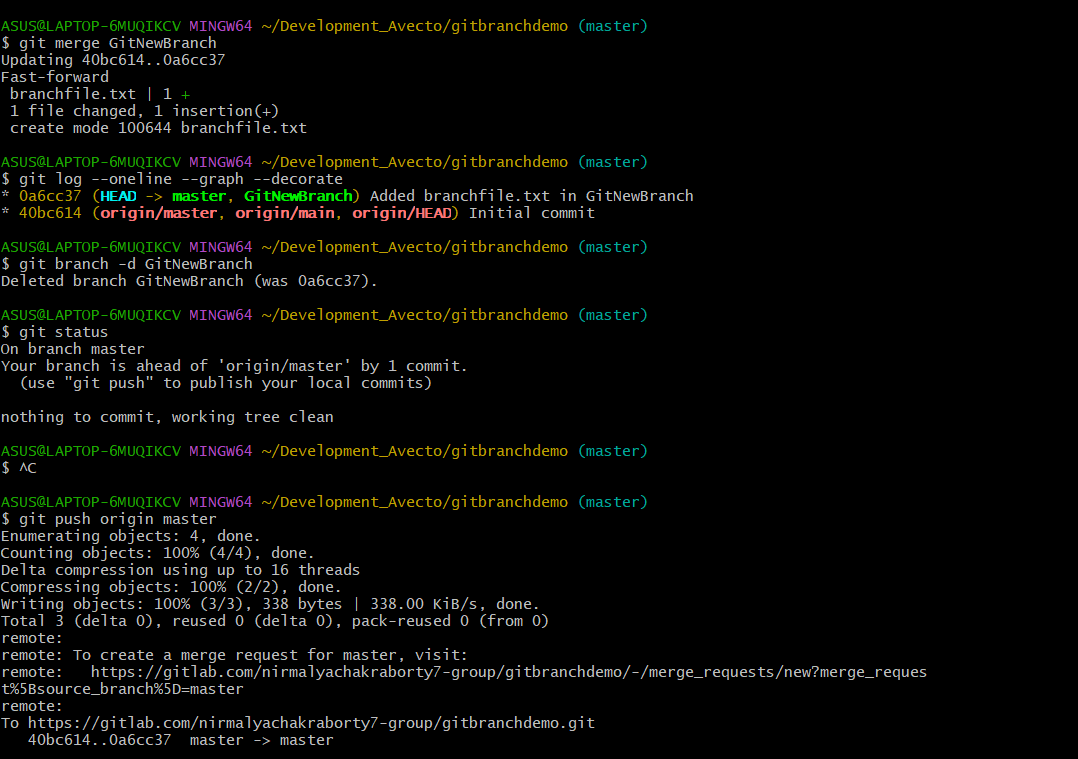 ASUS@LAPTOP-6MUQIKCV MINGW64 ~/Development_Avecto/gitbranchdemo (master)
$ git merge GitNewBranch
Updating 40bc614..0a6cc37
Fast-forward
 branchfile.txt | 1 +
 1 file changed, 1 insertion(+)
 create mode 100644 branchfile.txt

ASUS@LAPTOP-6MUQIKCV MINGW64 ~/Development_Avecto/gitbranchdemo (master)
$ git log --oneline --graph --decorate
* 0a6cc37 (HEAD -> master, GitNewBranch) Added branchfile.txt in GitNewBranch
* 40bc614 (origin/master, origin/main, origin/HEAD) Initial commit

ASUS@LAPTOP-6MUQIKCV MINGW64 ~/Development_Avecto/gitbranchdemo (master)
$ git branch -d GitNewBranch
Deleted branch GitNewBranch (was 0a6cc37).

ASUS@LAPTOP-6MUQIKCV MINGW64 ~/Development_Avecto/gitbranchdemo (master)
$ git status
On branch master
Your branch is ahead of 'origin/master' by 1 commit.
  (use "git push" to publish your local commits)

nothing to commit, working tree clean

ASUS@LAPTOP-6MUQIKCV MINGW64 ~/Development_Avecto/gitbranchdemo (master)
$ ^C

ASUS@LAPTOP-6MUQIKCV MINGW64 ~/Development_Avecto/gitbranchdemo (master)
$ git push origin master
Enumerating objects: 4, done.
Counting objects: 100% (4/4), done.
Delta compression using up to 16 threads
Compressing objects: 100% (2/2), done.
Writing objects: 100% (3/3), 338 bytes | 338.00 KiB/s, done.
Total 3 (delta 0), reused 0 (delta 0), pack-reused 0 (from 0)
remote:
remote: To create a merge request for master, visit:
remote:   https://gitlab.com/nirmalyachakraborty7-group/gitbranchdemo/-/merge_requests/new?merge_reques
t%5Bsource_branch%5D=master
remote:
To https://gitlab.com/nirmalyachakraborty7-group/gitbranchdemo.git
   40bc614..0a6cc37  master -> master